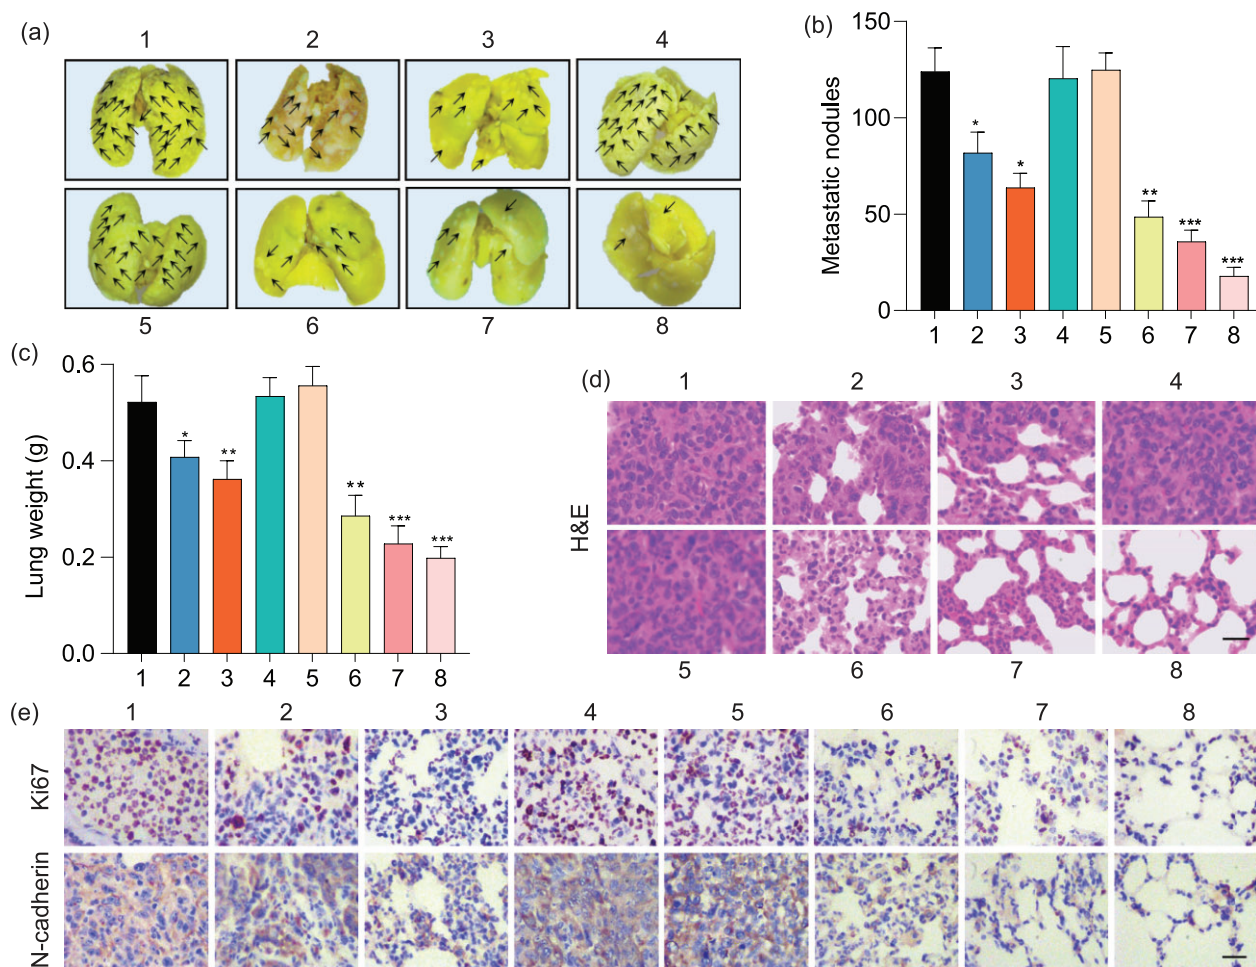 (a)
1 2 3 4
5 6 7 8
(b)
Metastatic nodules
150
100
50
0
*
*
**
***
***
1 2 3 4 5 6 7 8
(c)
Lung weight (g)
0.6
0.4
0.2
0.0
*
**
**
***
***
1 2 3 4 5 6 7 8
(d)
1 2 3 4
H&E
5 6 7 8
(e)
1 2 3 4 5 6 7 8
Ki67
N-cadherin